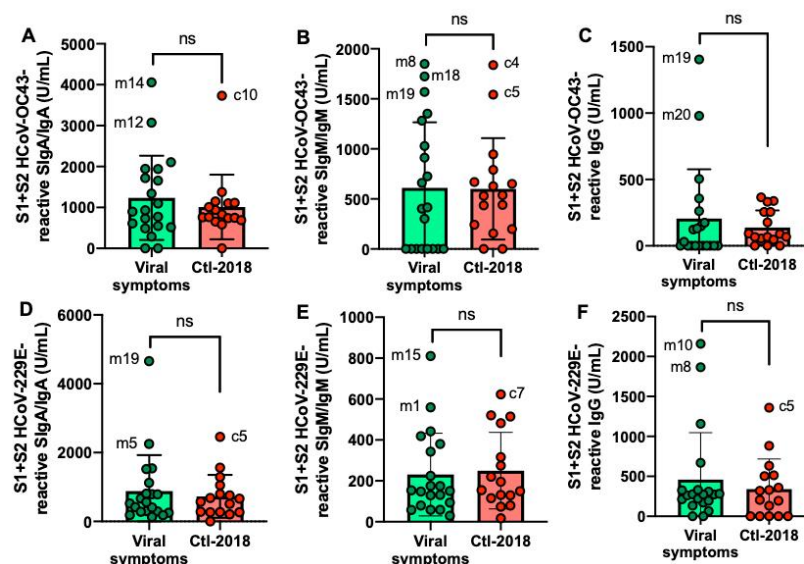 A
S1+S2 HCoV-OC43-
reactive SIgA/IgA (U/mL)
5000
4000
3000
2000
1000
0
ns
m14
m12
c10
Viral
symptoms
Ctl-2018
B
S1+S2 HCoV-OC43-
reactive SIgM/IgM (U/mL)
2000
1500
1000
500
0
ns
m8
m18
m19
c4
c5
Viral
symptoms
Ctl-2018
C
S1+S2 HCoV-OC43-
reactive IgG (U/mL)
1500
1000
500
0
ns
m19
m20
Viral
symptoms
Ctl-2018
D
S1+S2 HCoV-229E-
reactive SIgA/IgA (U/mL)
6000
4000
2000
0
ns
m19
m5
c5
Viral
symptoms
Ctl-2018
E
S1+S2 HCoV-229E-
reactive SIgM/IgM (U/mL)
1000
800
600
400
200
0
ns
m15
m1
c7
Viral
symptoms
Ctl-2018
F
S1+S2 HCoV-229E-
reactive IgG (U/mL)
2500
2000
1500
1000
500
0
ns
m10
m8
c5
Viral
symptoms
Ctl-2018